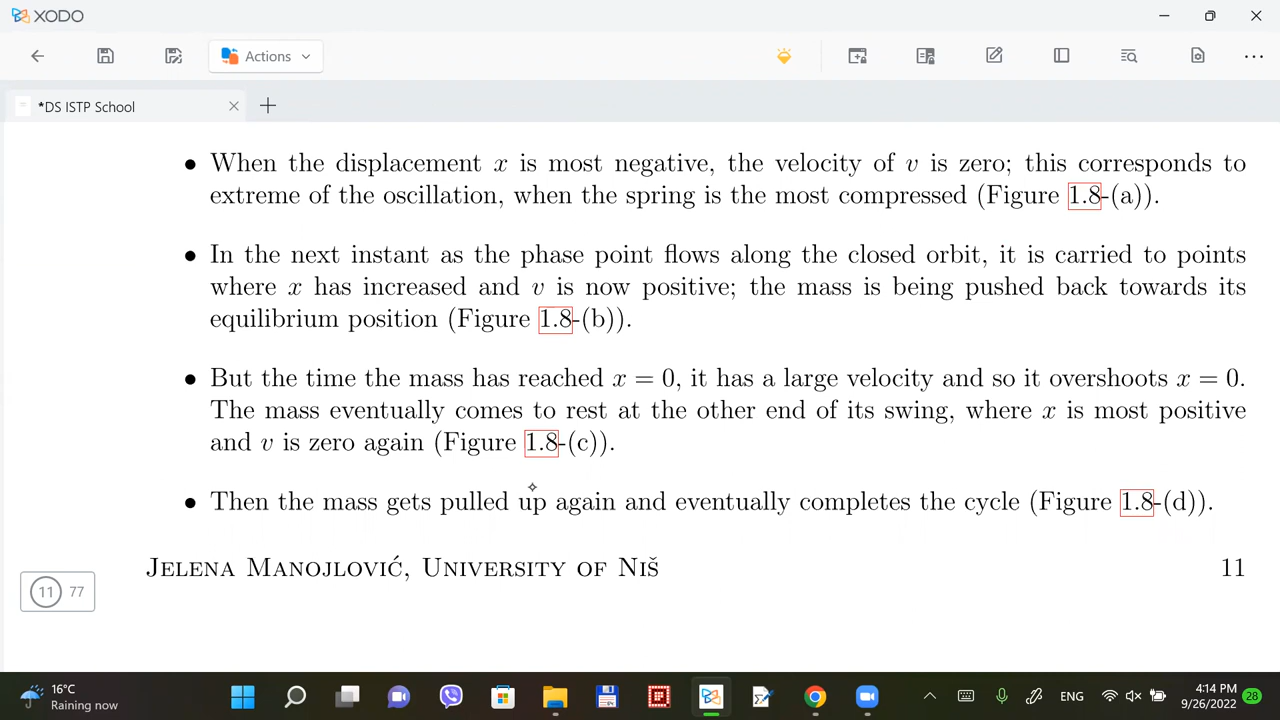 XODO
Actions
*DS ISTP School
• When the displacement x is most negative, the velocity of v is zero; this corresponds to
extreme of the oscillation, when the spring is the most compressed (Figure 1.8-(a)).
• In the next instant as the phase point flows along the closed orbit, it is carried to points
where x has increased and v is now positive; the mass is being pushed back towards its
equilibrium position (Figure 1.8-(b)).
• But the time the mass has reached x = 0, it has a large velocity and so it overshoots x = 0.
The mass eventually comes to rest at the other end of its swing, where x is most positive
and v is zero again (Figure 1.8-(c)).
• Then the mass gets pulled up again and eventually completes the cycle (Figure 1.8-(d)).
Jelena Manojlović, University of Niš 11
11 77
16°C
Raining now
ENG
4:14 PM
9/26/2022
28